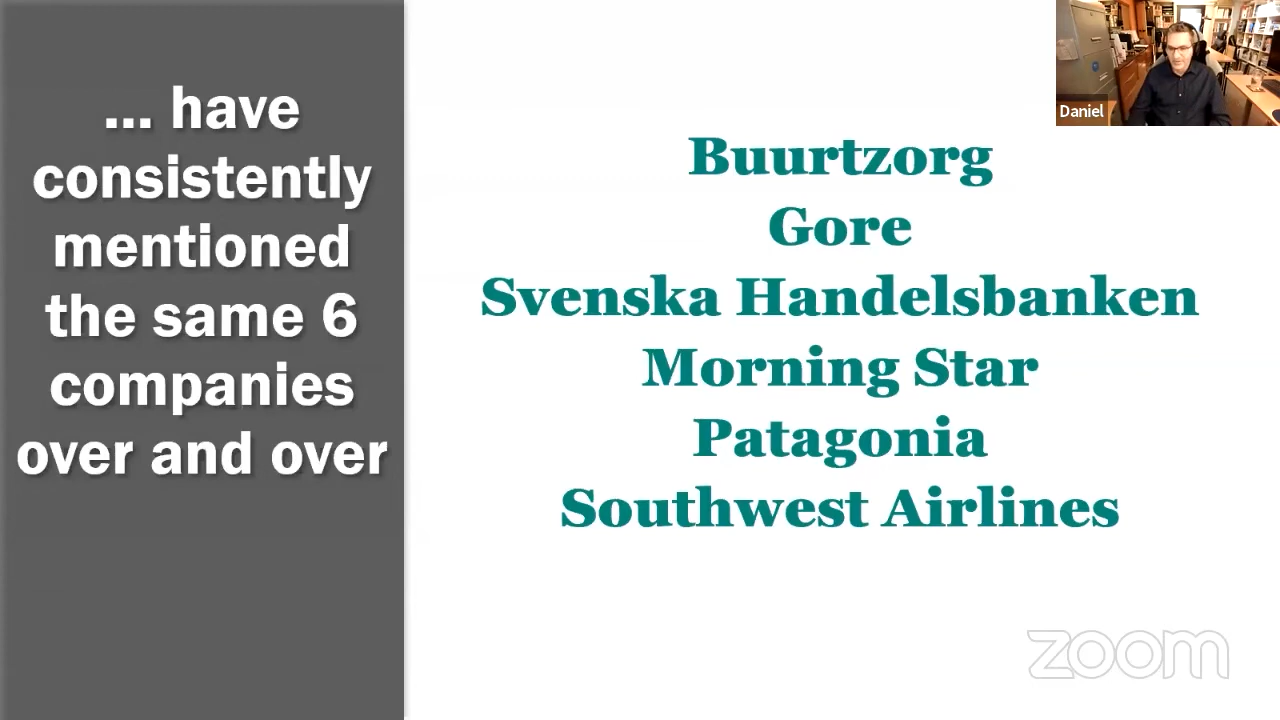 ... have
consistently
mentioned
the same 6
companies
over and over
Buurtzorg
Gore
Svenska Handelsbanken
Morning Star
Patagonia
Southwest Airlines
Daniel
zoom